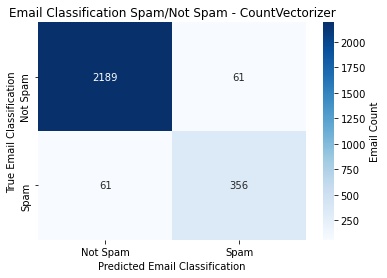 Email Classification Spam/Not Spam - CountVectorizer
True Email Classification
Not Spam
Spam
2189
61
61
356
Not Spam
Spam
Predicted Email Classification
2000
1750
1500
1250
1000
750
500
250
Email Count